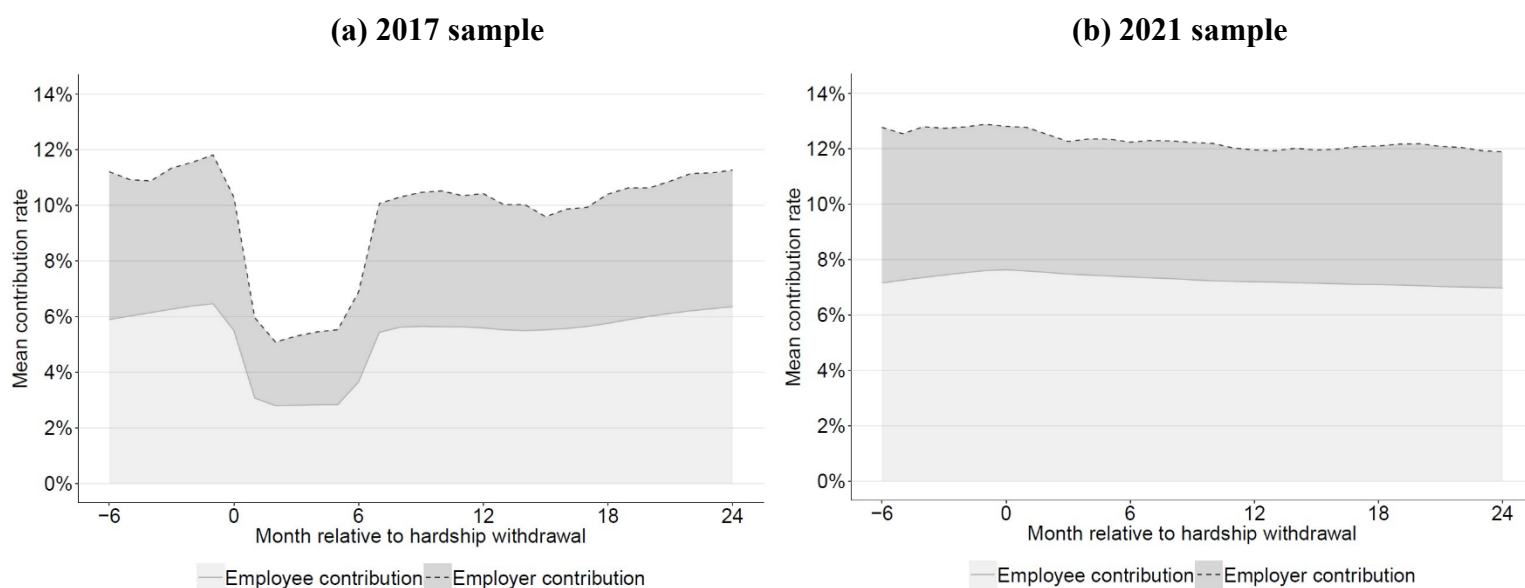 (a) 2017 sample
Mean contribution rate
14%
12%
10%
8%
6%
4%
2%
0%
−6 0 6 12 18 24
Month relative to hardship withdrawal
Employee contribution Employer contribution
(b) 2021 sample
Mean contribution rate
14%
12%
10%
8%
6%
4%
2%
0%
−6 0 6 12 18 24
Month relative to hardship withdrawal
Employee contribution Employer contribution